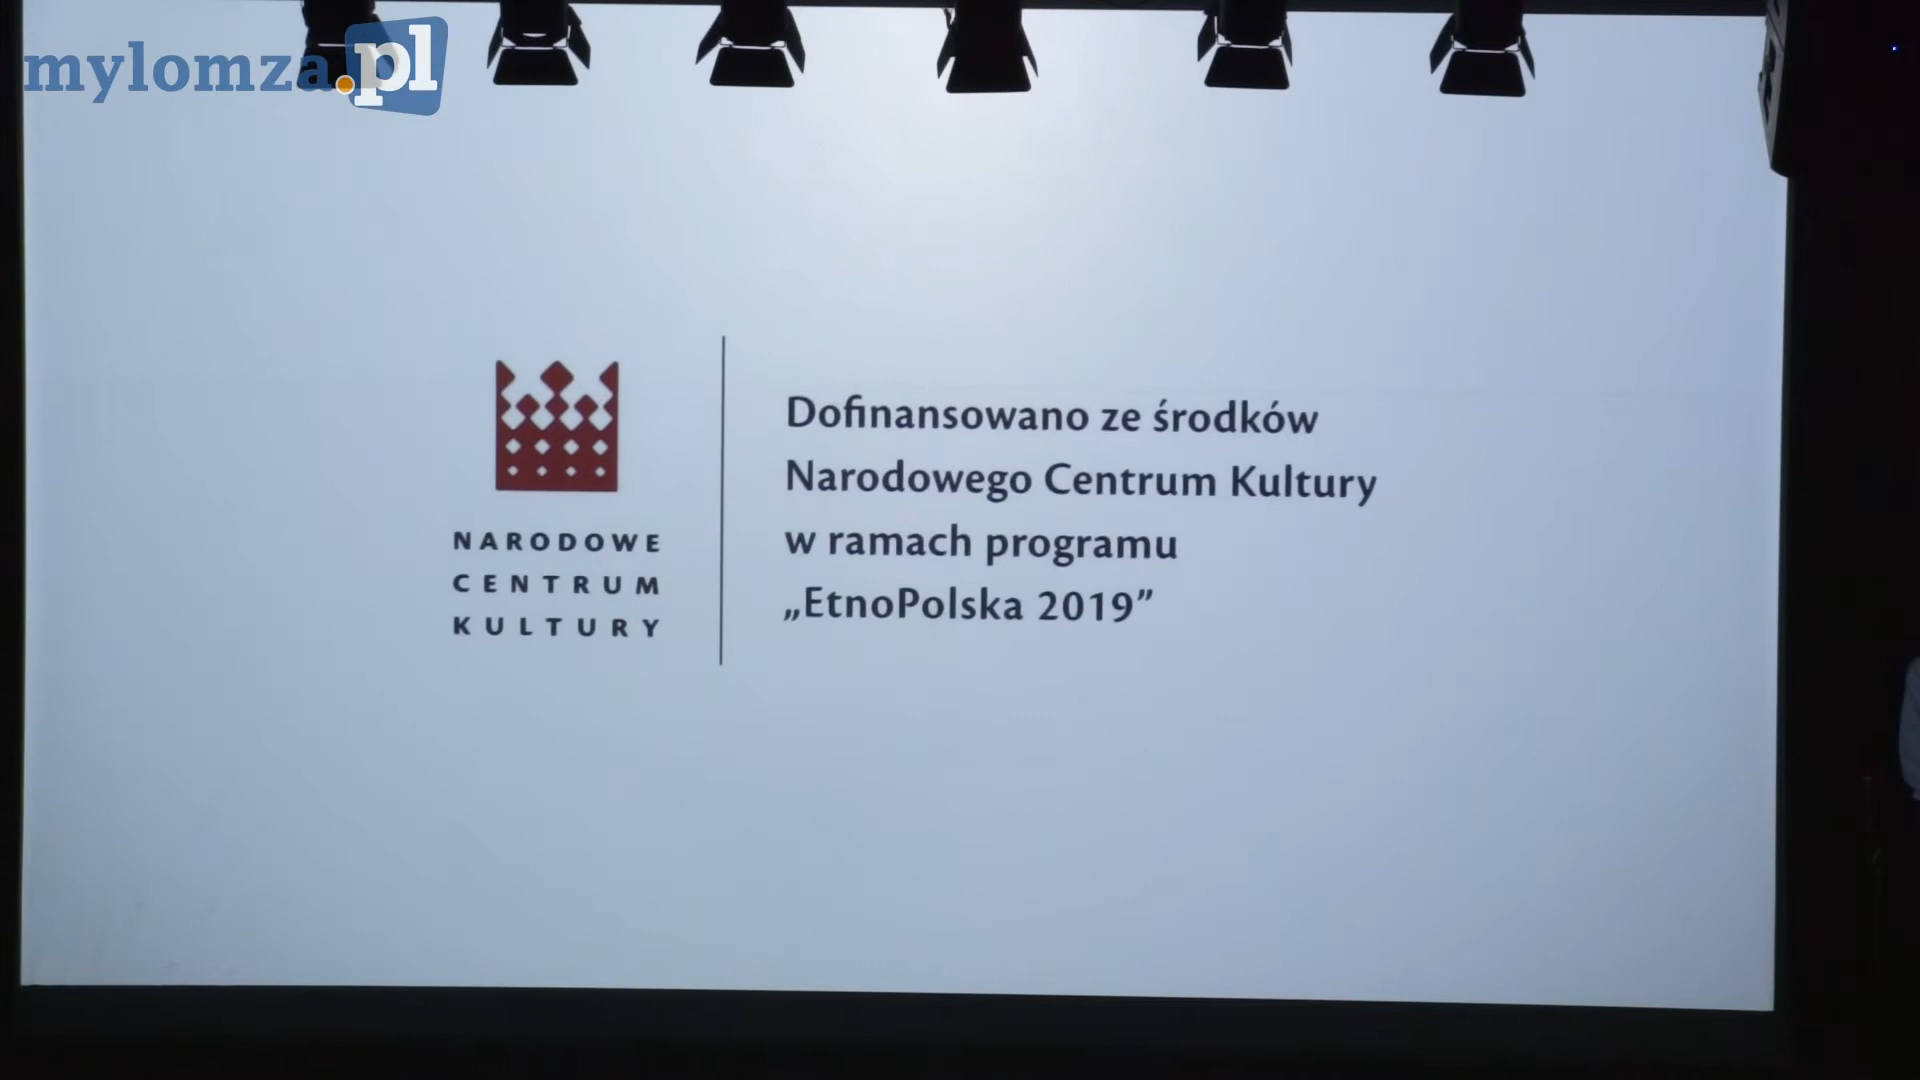 mylomza.pl
NARODOWE
CENTRUM
KULTURY
Dofinansowano ze środków
Narodowego Centrum Kultury
w ramach programu
„EtnoPolska 2019”